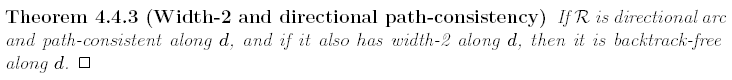 Theorem 4.4.3 (Width-2 and directional path-consistency) If R is directional arc
and path-consistent along d, and if it also has width-2 along d, then it is backtrack-free
along d. □